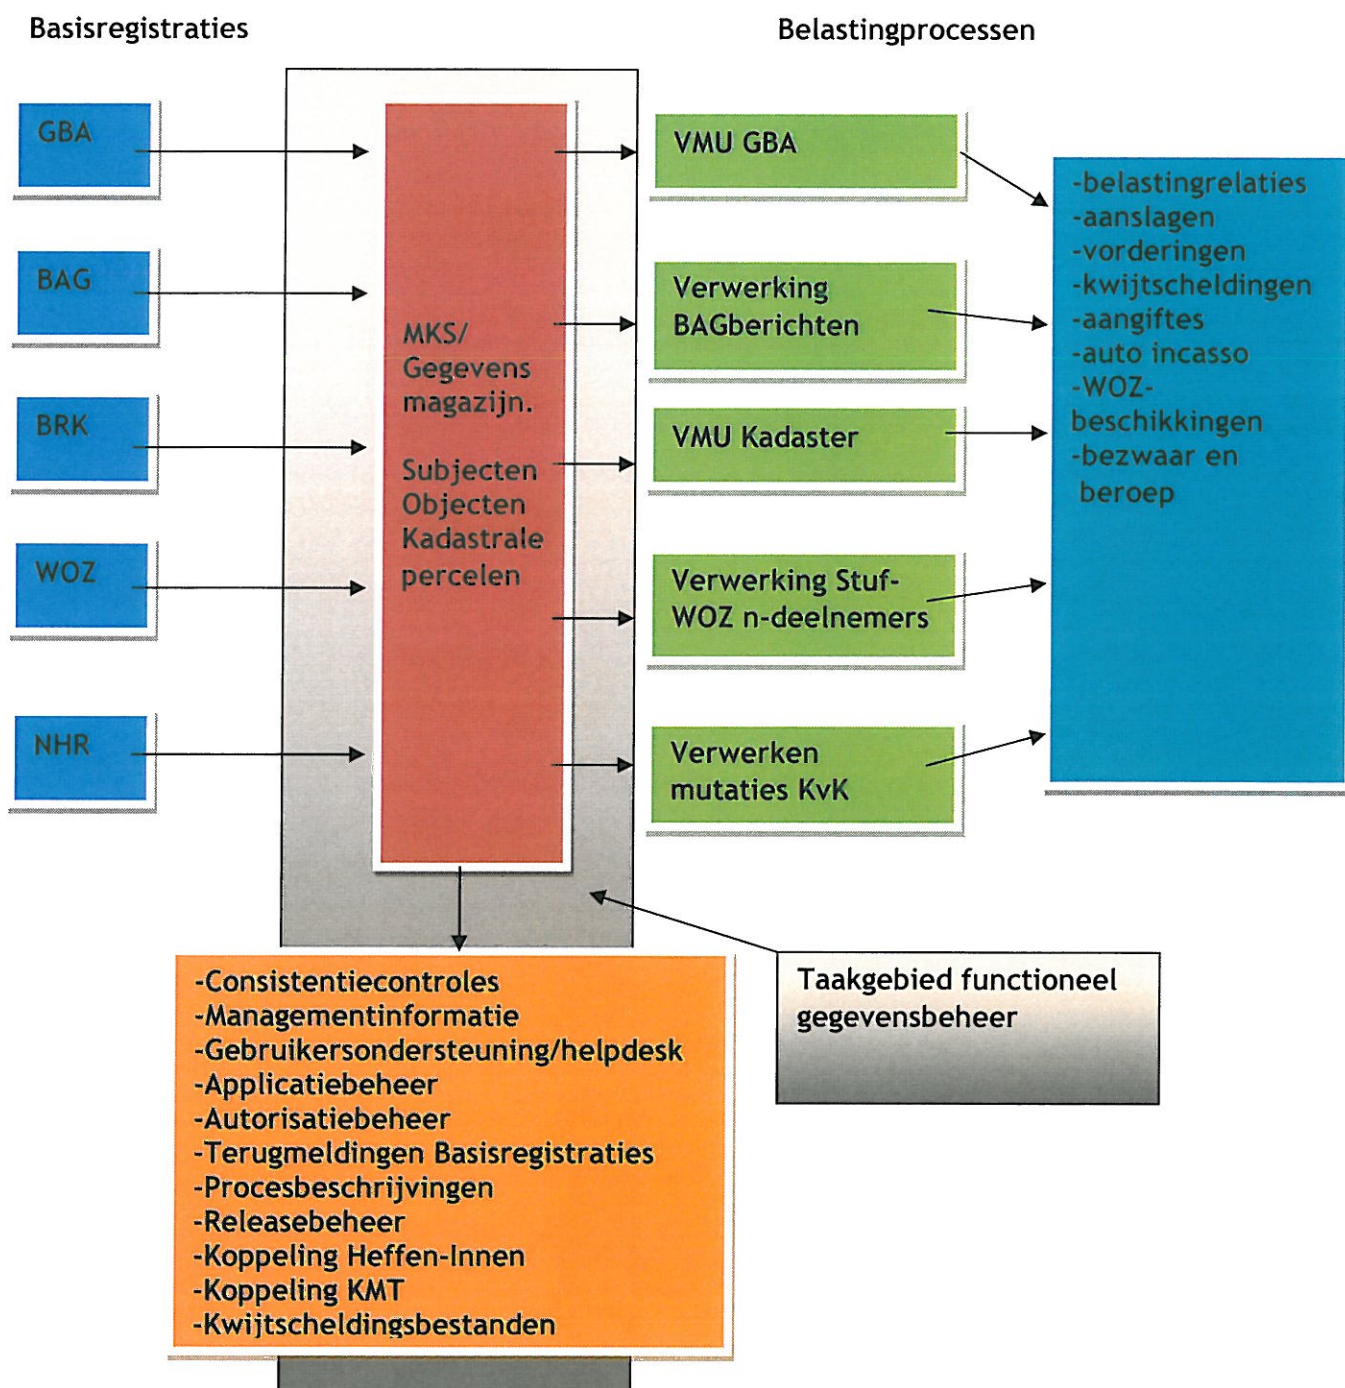 Basisregistraties
Belastingprocessen
GBA
BAG
BRK
WOZ
NHR
MKS/
Gegevens
magazijn.
Subjecten
Objecten
Kadastrale
percelen
VMU GBA
Verwerking
BAGberichten
VMU Kadaster
Verwerking Stuf-
WOZ n-deelnemers
Verwerken
mutaties KvK
-belastingrelaties
-aanslagen
-vorderingen
-kwijtscheldingen
-aangiftes
-auto incasso
-WOZ-
beschikkingen
-bezwaar en
beroep
-Consistentiecontroles
-Managementinformatie
-Gebruikersondersteuning/helpdesk
-Applicatiebeheer
-Autorisatiebeheer
-Terugmeldingen Basisregistraties
-Procesbeschrijvingen
-Releasebeheer
-Koppeling Heffen-Innen
-Koppeling KMT
-Kwijtscheldingsbestanden
Taakgebied functioneel
gegevensbeheer